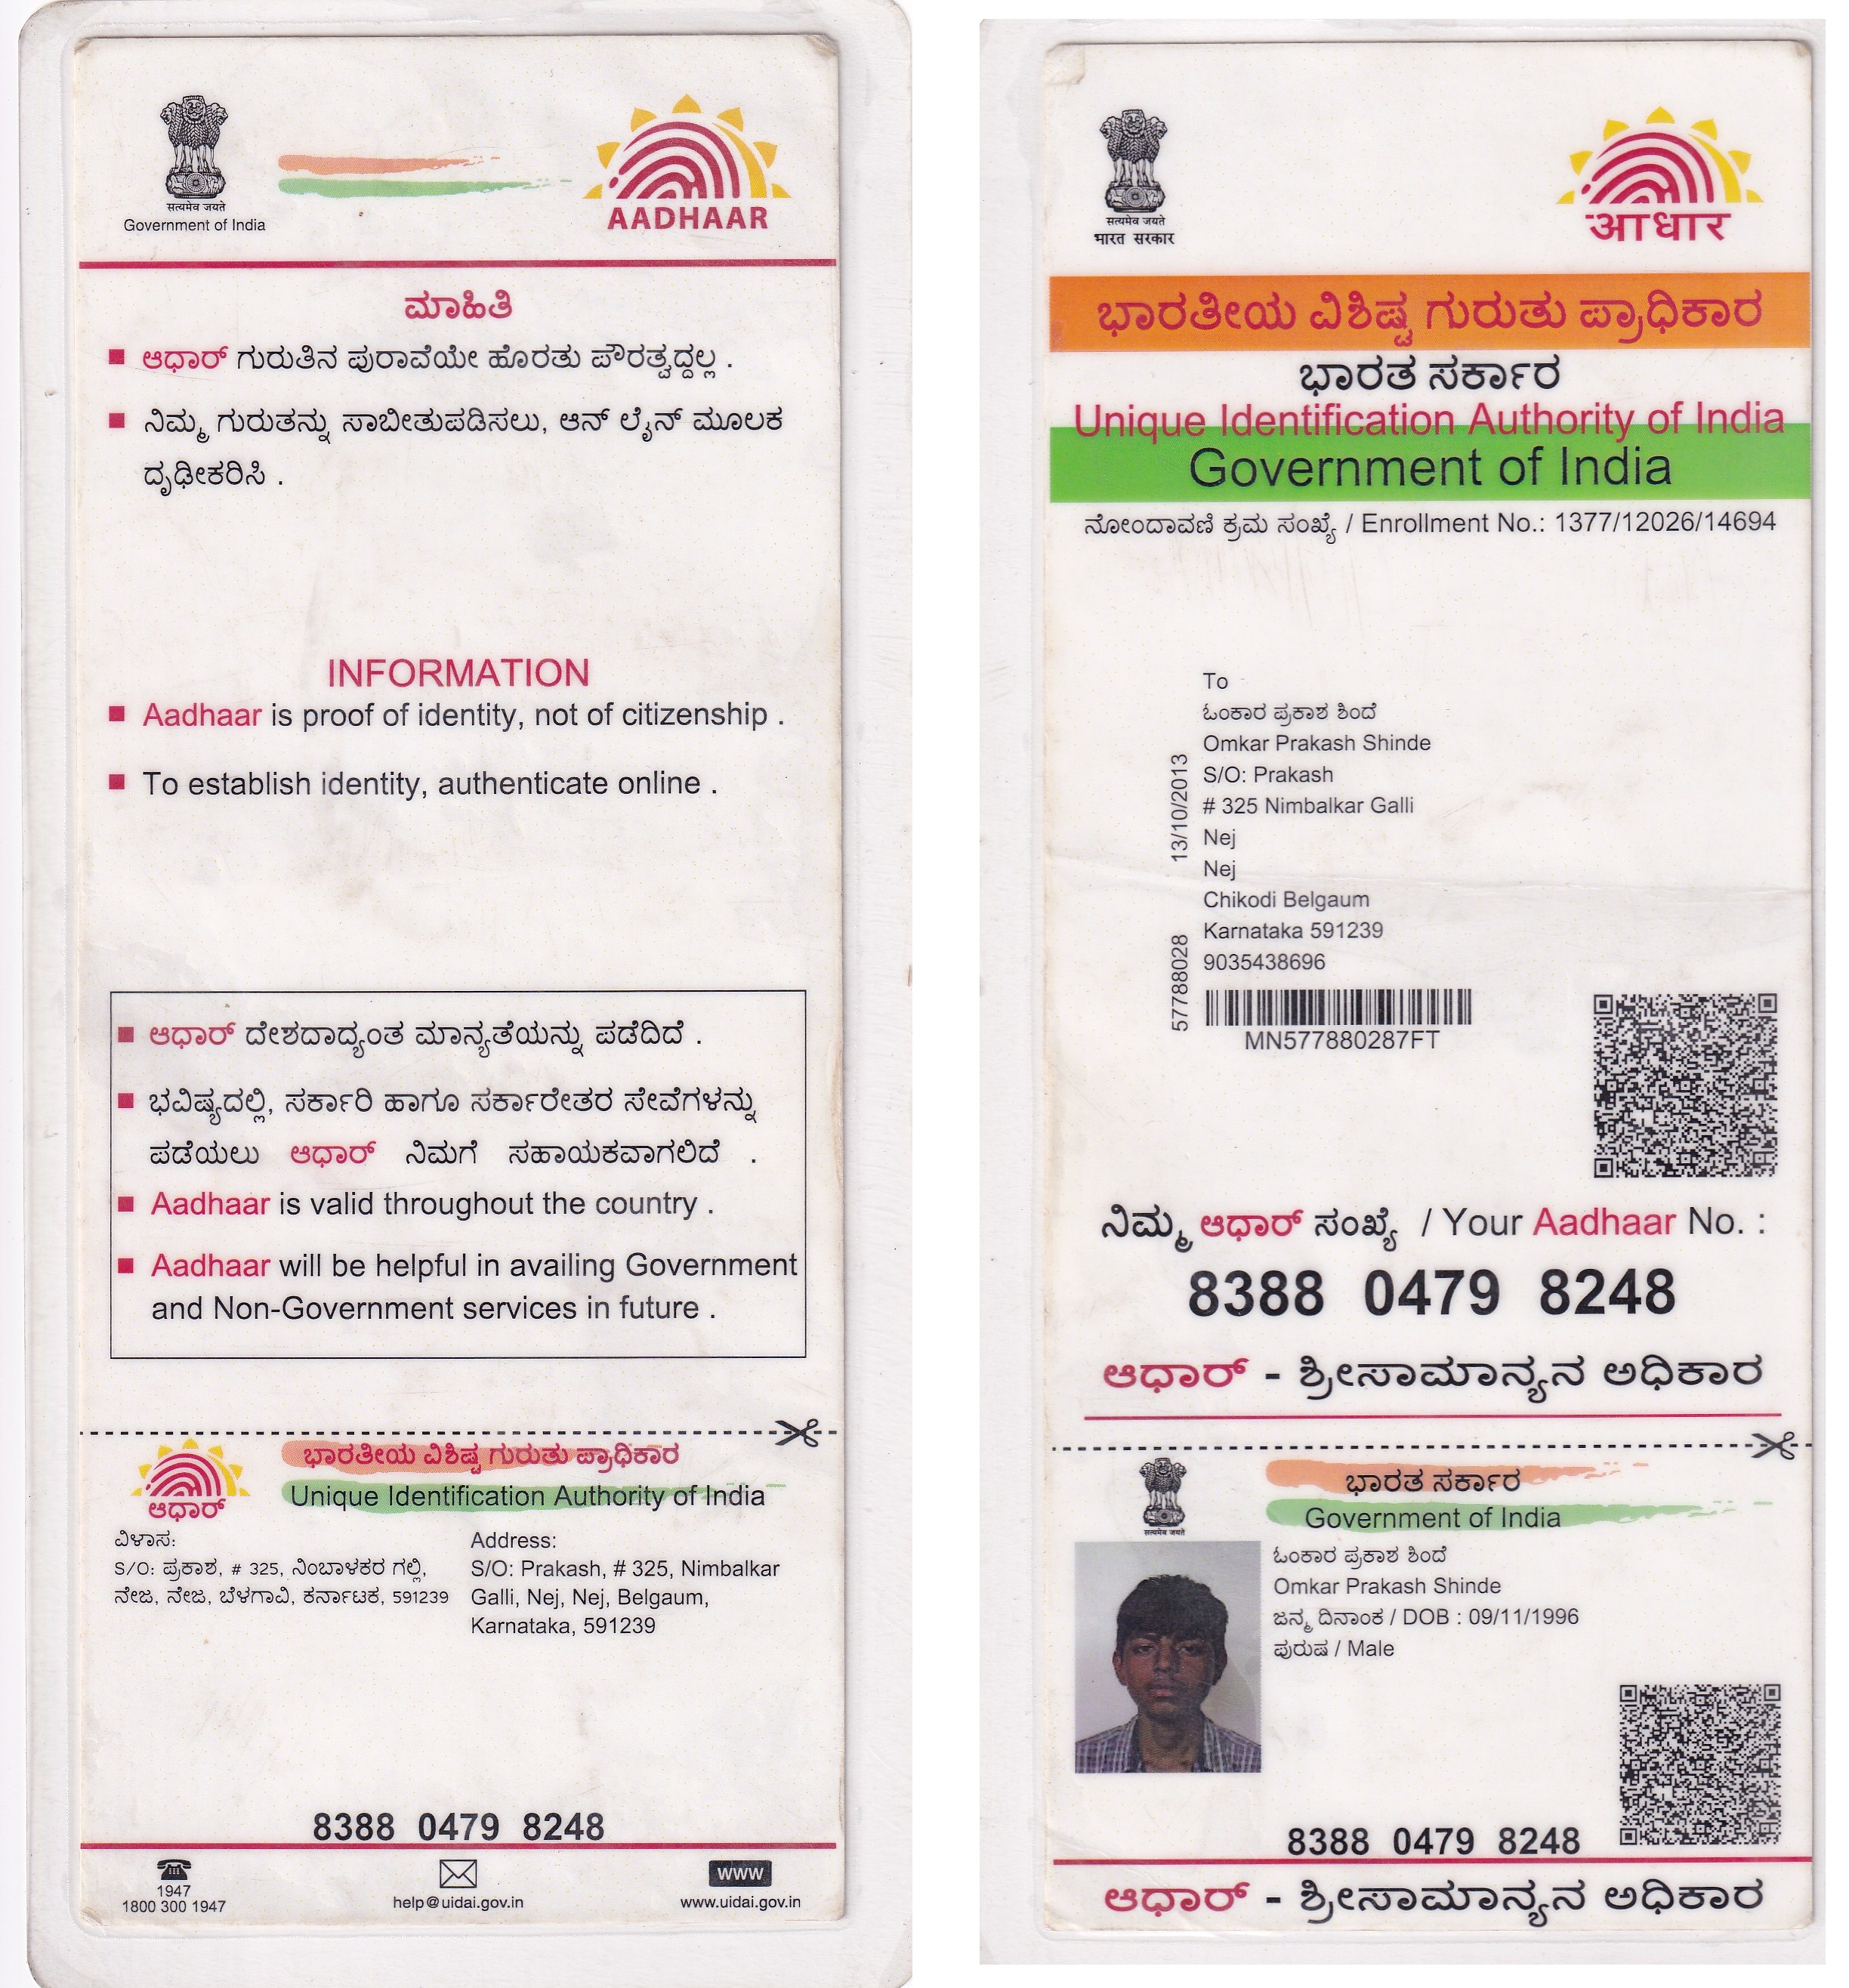 सत्यमेव जयते
Government of India
AADHAAR
ಮಾಹಿತಿ
ಆಧಾರ್ ಗುರುತಿನ ಪುರಾವೆಯೇ ಹೊರತು ಪೌರತ್ವದ್ದಲ್ಲ .
ನಿಮ್ಮ ಗುರುತನ್ನು ಸಾಬೀತುಪಡಿಸಲು, ಆನ್ ಲೈನ್ ಮೂಲಕ
ದೃಢೀಕರಿಸಿ .
INFORMATION
Aadhaar is proof of identity, not of citizenship .
To establish identity, authenticate online .
ಆಧಾರ್ ದೇಶದಾದ್ಯಂತ ಮಾನ್ಯತೆಯನ್ನು ಪಡೆದಿದೆ .
ಭವಿಷ್ಯದಲ್ಲಿ, ಸರ್ಕಾರಿ ಹಾಗೂ ಸರ್ಕಾರೇತರ ಸೇವೆಗಳನ್ನು
ಪಡೆಯಲು ಆಧಾರ್ ನಿಮಗೆ ಸಹಾಯಕವಾಗಲಿದೆ .
Aadhaar is valid throughout the country .
Aadhaar will be helpful in availing Government
and Non-Government services in future .
ಆಧಾರ್
ಭಾರತೀಯ ವಿಶಿಷ್ಟ ಗುರುತು ಪ್ರಾಧಿಕಾರ
Unique Identification Authority of India
ವಿಳಾಸ:
S/O: ಪ್ರಕಾಶ, # 325, ನಿಂಬಾಳಕರ ಗಲ್ಲಿ,
ನೇಜ, ನೇಜ, ಬೆಳಗಾವಿ, ಕರ್ನಾಟಕ, 591239
Address:
S/O: Prakash, # 325, Nimbalkar
Galli, Nej, Nej, Belgaum,
Karnataka, 591239
8388 0479 8248
1947
1800 300 1947
help@uidai.gov.in
www
www.uidai.gov.in
सत्यमेव जयते
भारत सरकार
आधार
ಭಾರತೀಯ ವಿಶಿಷ್ಟ ಗುರುತು ಪ್ರಾಧಿಕಾರ
ಭಾರತ ಸರ್ಕಾರ
Unique Identification Authority of India
Government of India
ನೋಂದಾವಣಿ ಕ್ರಮ ಸಂಖ್ಯೆ / Enrollment No.: 1377/12026/14694
To
ಓಂಕಾರ ಪ್ರಕಾಶ ಶಿಂದೆ
Omkar Prakash Shinde
S/O: Prakash
# 325 Nimbalkar Galli
Nej
Nej
Chikodi Belgaum
Karnataka 591239
9035438696
13/10/2013
57788028
MN577880287FT
ನಿಮ್ಮ ಆಧಾರ್ ಸಂಖ್ಯೆ / Your Aadhaar No. :
8388 0479 8248
ಆಧಾರ್ - ಶ್ರೀಸಾಮಾನ್ಯನ ಅಧಿಕಾರ
सत्यमेव जयते
ಭಾರತ ಸರ್ಕಾರ
Government of India
ಓಂಕಾರ ಪ್ರಕಾಶ ಶಿಂದೆ
Omkar Prakash Shinde
ಜನ್ಮ ದಿನಾಂಕ / DOB : 09/11/1996
ಪುರುಷ / Male
8388 0479 8248
ಆಧಾರ್ - ಶ್ರೀಸಾಮಾನ್ಯನ ಅಧಿಕಾರ